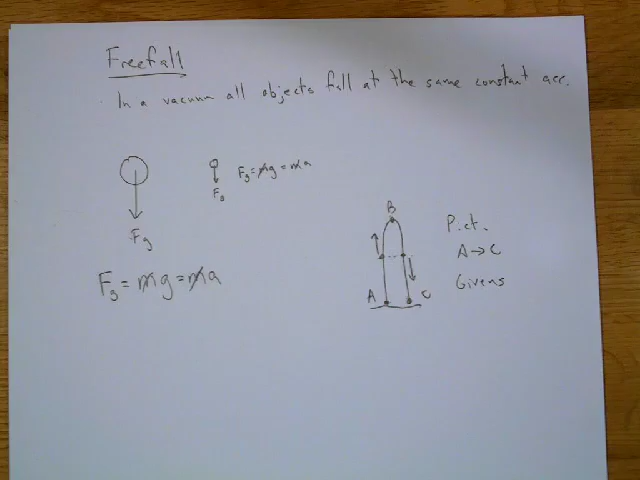 Freefall
In a vacuum all objects fall at the same constant acc.
Fg = mg = ma
Fg
Fg
Fg = mg = ma
B
A
C
Pict.
A→C
Givens